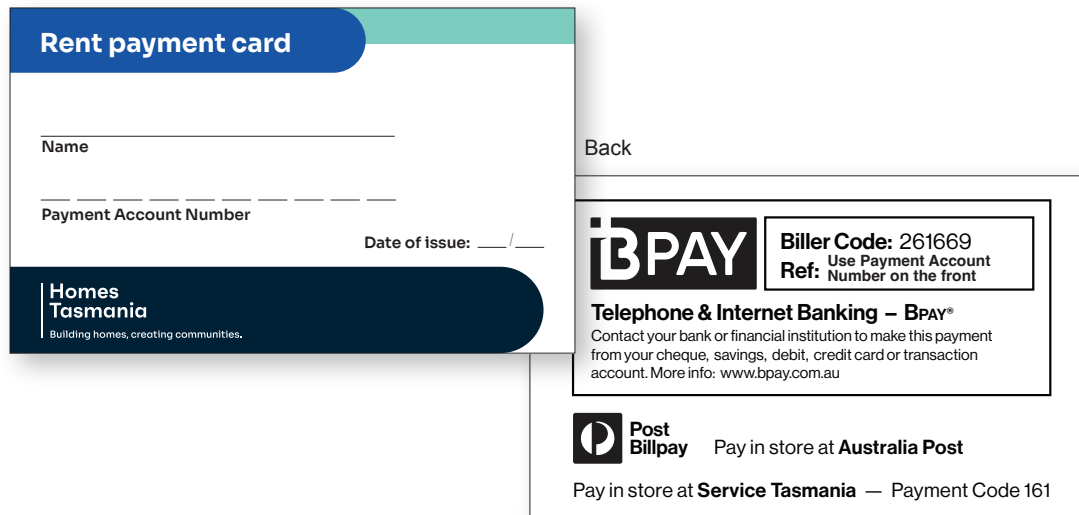 Rent payment card
Name
Payment Account Number
Date of issue: __/__
Homes
Tasmania
Building homes, creating communities.
Back
BPAY
Biller Code: 261669
Ref: Use Payment Account
Number on the front
Telephone & Internet Banking – BPAY®
Contact your bank or financial institution to make this payment
from your cheque, savings, debit, credit card or transaction
account. More info: www.bpay.com.au
Post
Billpay
Pay in store at Australia Post
Pay in store at Service Tasmania — Payment Code 161